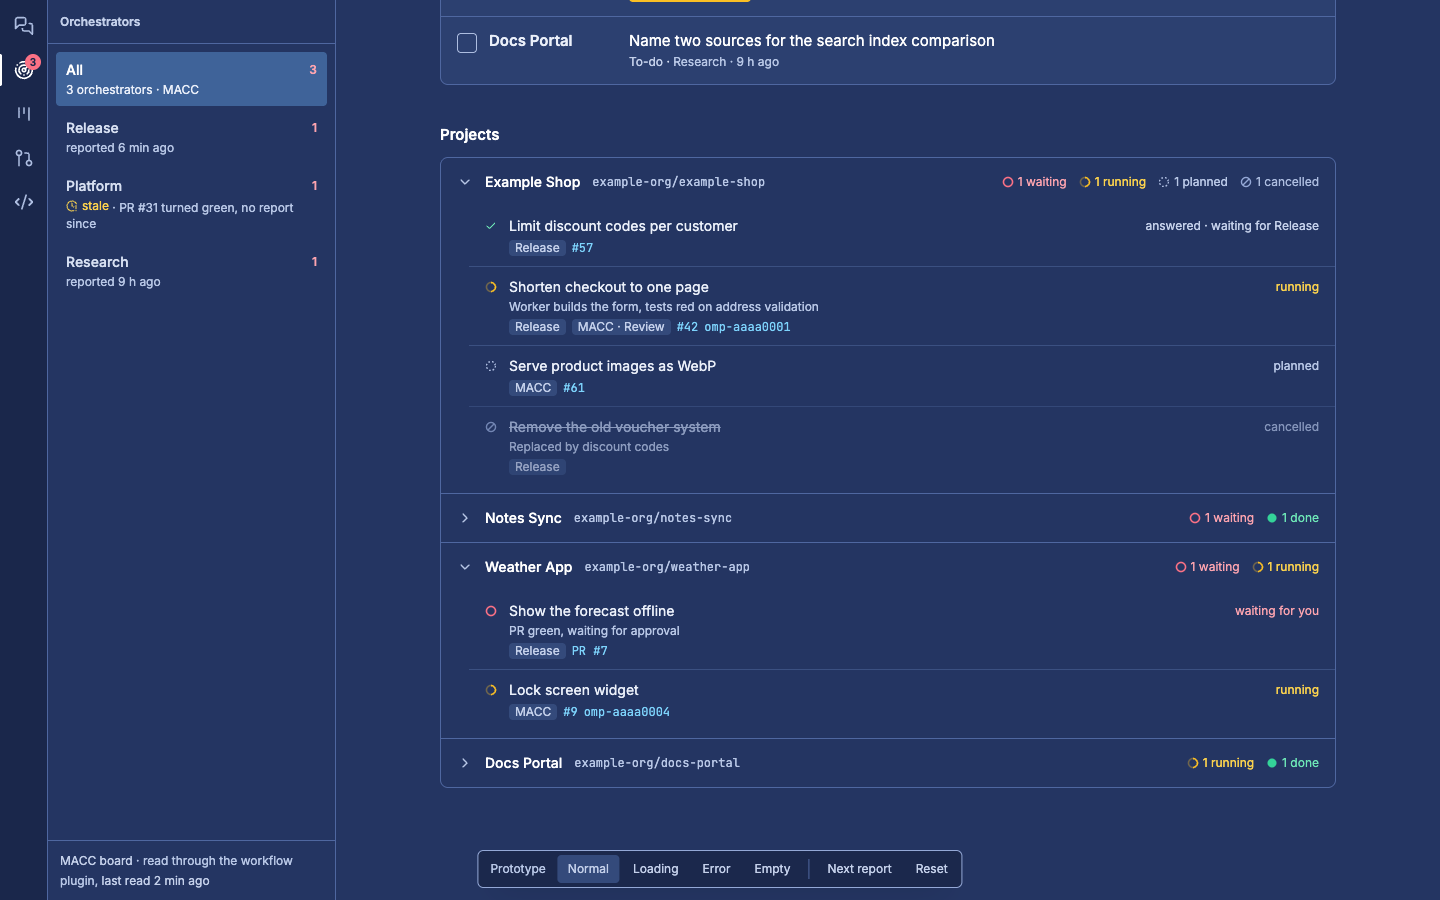 3
Orchestrators
All 3
3 orchestrators · MACC
Release 1
reported 6 min ago
Platform 1
stale · PR #31 turned green, no report
since
Research 1
reported 9 h ago
MACC board · read through the workflow
plugin, last read 2 min ago
Docs Portal Name two sources for the search index comparison
To-do · Research · 9 h ago
Projects
Example Shop example-org/example-shop 1 waiting 1 running 1 planned 1 cancelled
Limit discount codes per customer answered · waiting for Release
Release #57
Shorten checkout to one page running
Worker builds the form, tests red on address validation
Release MACC · Review #42 omp-aaaa0001
Serve product images as WebP planned
MACC #61
Remove the old voucher system cancelled
Replaced by discount codes
Release
Notes Sync example-org/notes-sync 1 waiting 1 done
Weather App example-org/weather-app 1 waiting 1 running
Show the forecast offline waiting for you
PR green, waiting for approval
Release PR #7
Lock screen widget running
MACC #9 omp-aaaa0004
Docs Portal example-org/docs-portal 1 running 1 done
Prototype Normal Loading Error Empty Next report Reset